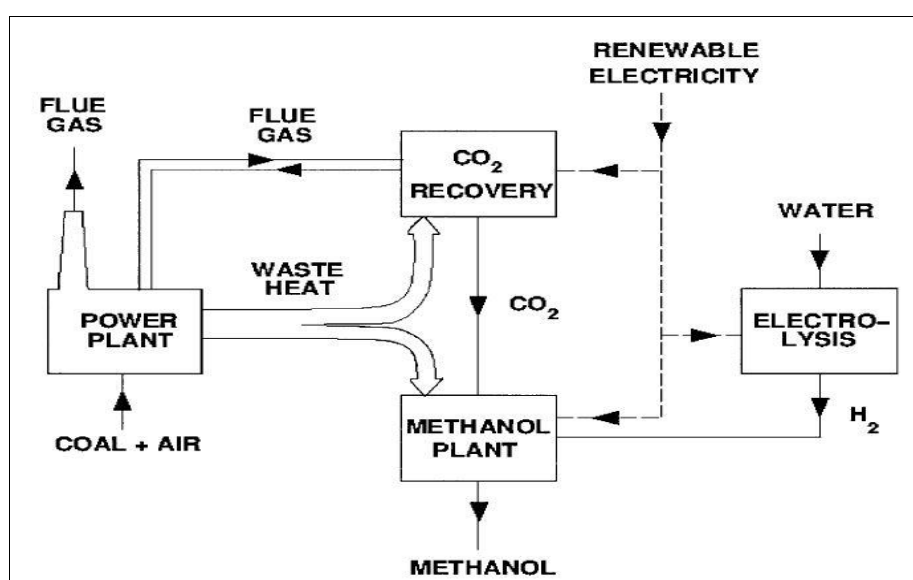 RENEWABLE
ELECTRICITY
FLUE
GAS
FLUE
GAS
CO2
RECOVERY
WATER
WASTE
HEAT
CO2
POWER
PLANT
ELECTRO-
LYSIS
COAL + AIR
METHANOL
PLANT
H2
METHANOL